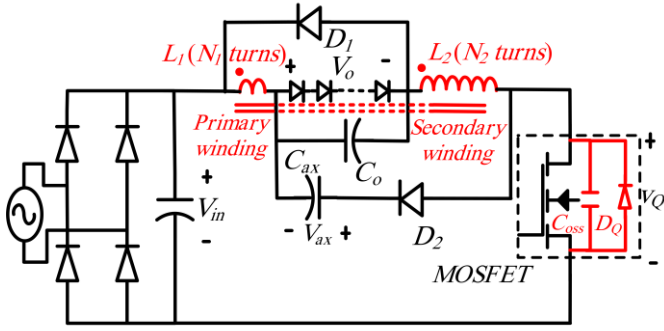 D1
L1(N1 turns)
L2(N2 turns)
+ Vo -
Primary winding
Secondary winding
Cax
Co
+ Vin -
- Vax +
D2
Coss
DQ
+ VQ -
MOSFET